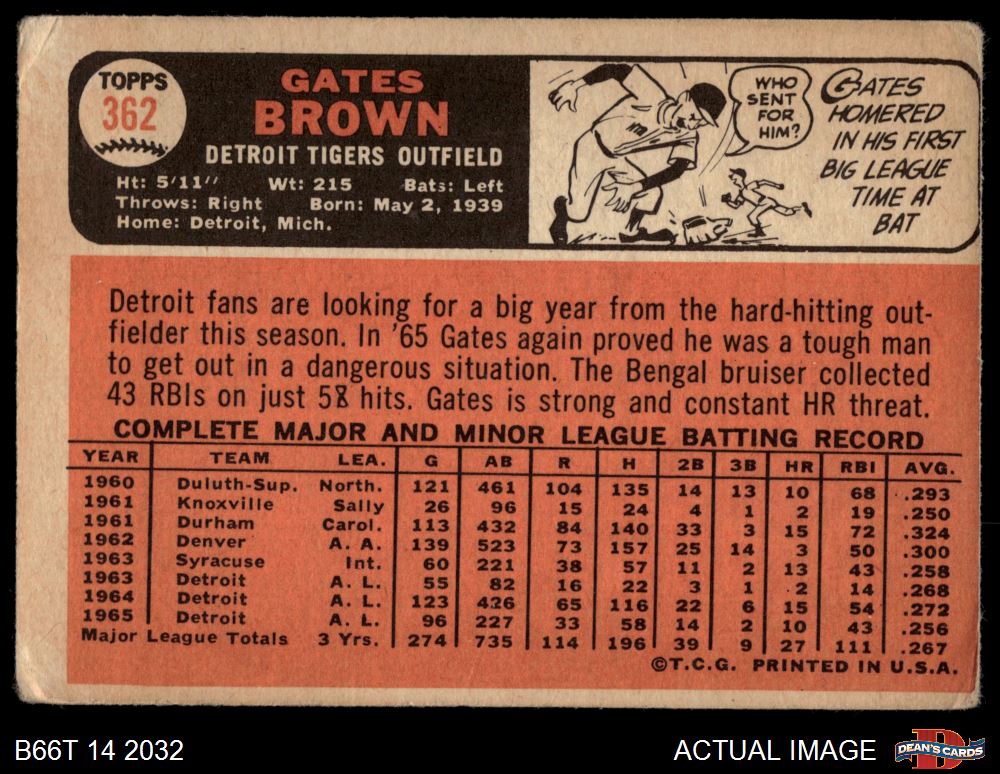 TOPPS
362
GATES
BROWN
DETROIT TIGERS OUTFIELD
Ht: 5'11" Wt: 215 Bats: Left
Throws: Right Born: May 2, 1939
Home: Detroit, Mich.
WHO
SENT
FOR
HIM?
GATES
HOMERED
IN HIS FIRST
BIG LEAGUE
TIME AT
BAT
Detroit fans are looking for a big year from the hard-hitting out-
fielder this season. In '65 Gates again proved he was a tough man
to get out in a dangerous situation. The Bengal bruiser collected
43 RBIs on just 58 hits. Gates is strong and constant HR threat.
COMPLETE MAJOR AND MINOR LEAGUE BATTING RECORD
YEAR TEAM LEA. G AB R H 2B 3B HR RBI AVG.
1960 Duluth-Sup. North. 121 461 104 135 14 13 10 68 .293
1961 Knoxville Sally 26 96 15 24 4 1 2 19 .250
1961 Durham Carol. 113 432 84 140 33 3 15 72 .324
1962 Denver A. A. 139 523 73 157 25 14 3 50 .300
1963 Syracuse Int. 60 221 38 57 11 2 13 43 .258
1963 Detroit A. L. 55 82 16 22 3 1 2 14 .268
1964 Detroit A. L. 123 426 65 116 22 6 15 54 .272
1965 Detroit A. L. 96 227 33 58 14 2 10 43 .256
Major League Totals 3 Yrs. 274 735 114 196 39 9 27 111 .267
©T.C.G. PRINTED IN U.S.A.
B66T 14 2032
ACTUAL IMAGE
DEAN'S CARDS